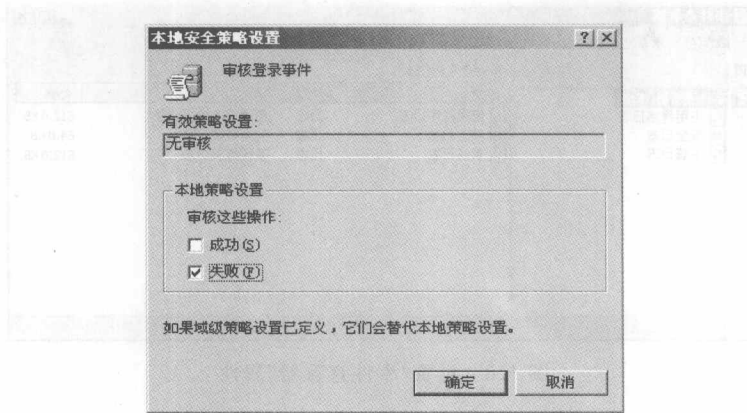 本地安全策略设置
审核登录事件
有效策略设置:
无审核
本地策略设置
审核这些操作:
成功(S)
失败(F)
如果域级策略设置已定义，它们会替代本地策略设置。
确定
取消